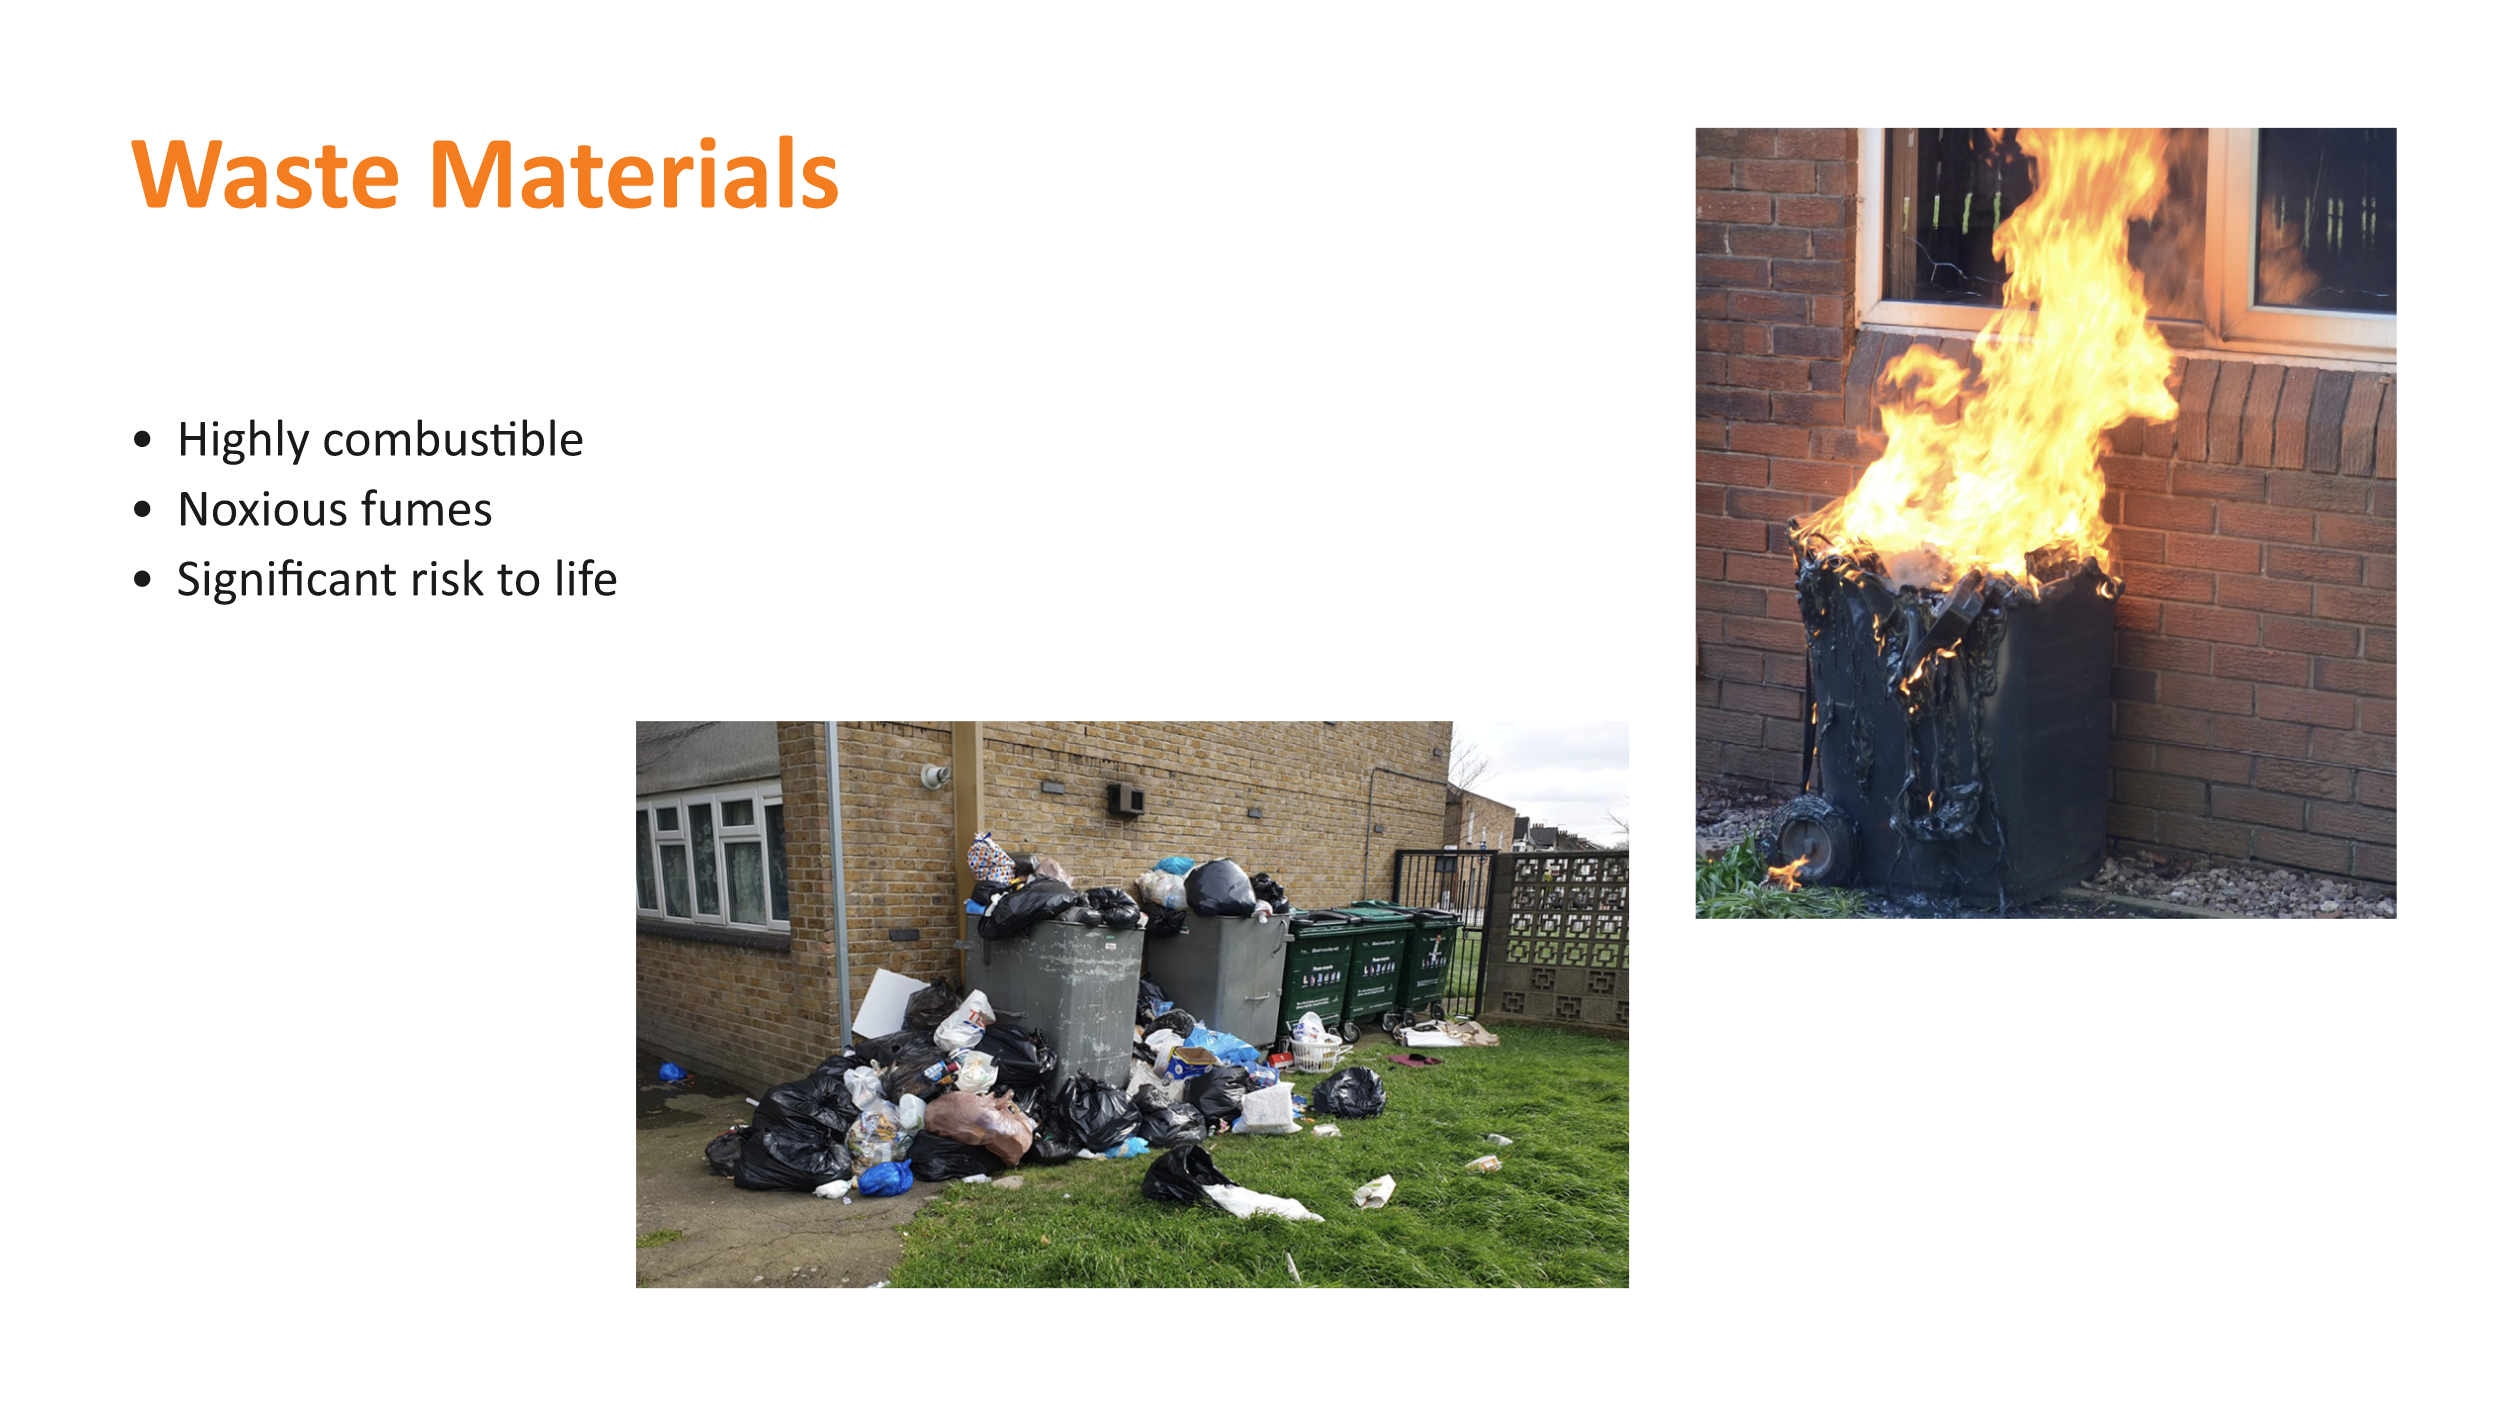 Waste Materials
• Highly combustible
• Noxious fumes
• Significant risk to life